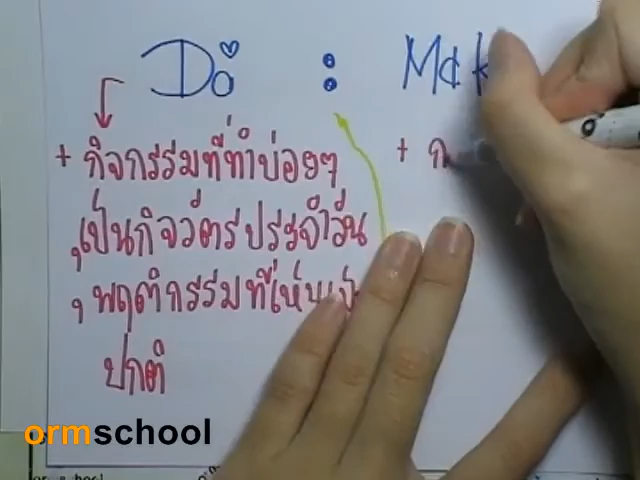 Do :
+ กิจกรรมที่ทำบ่อยๆ
, เป็นกิจวัตรประจำวัน
, พฤติกรรมที่เห็น
ปกติ
+ ก
ormschool